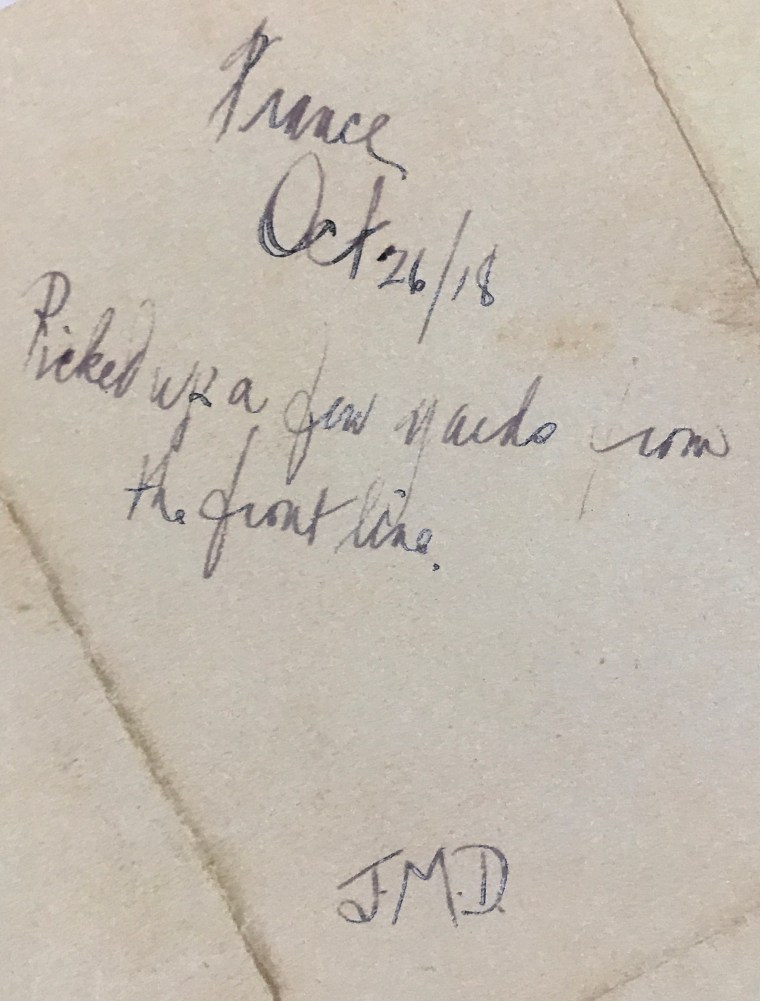 France
Oct 26/18
Picked up a few yards from
the front line.
J.M.D.